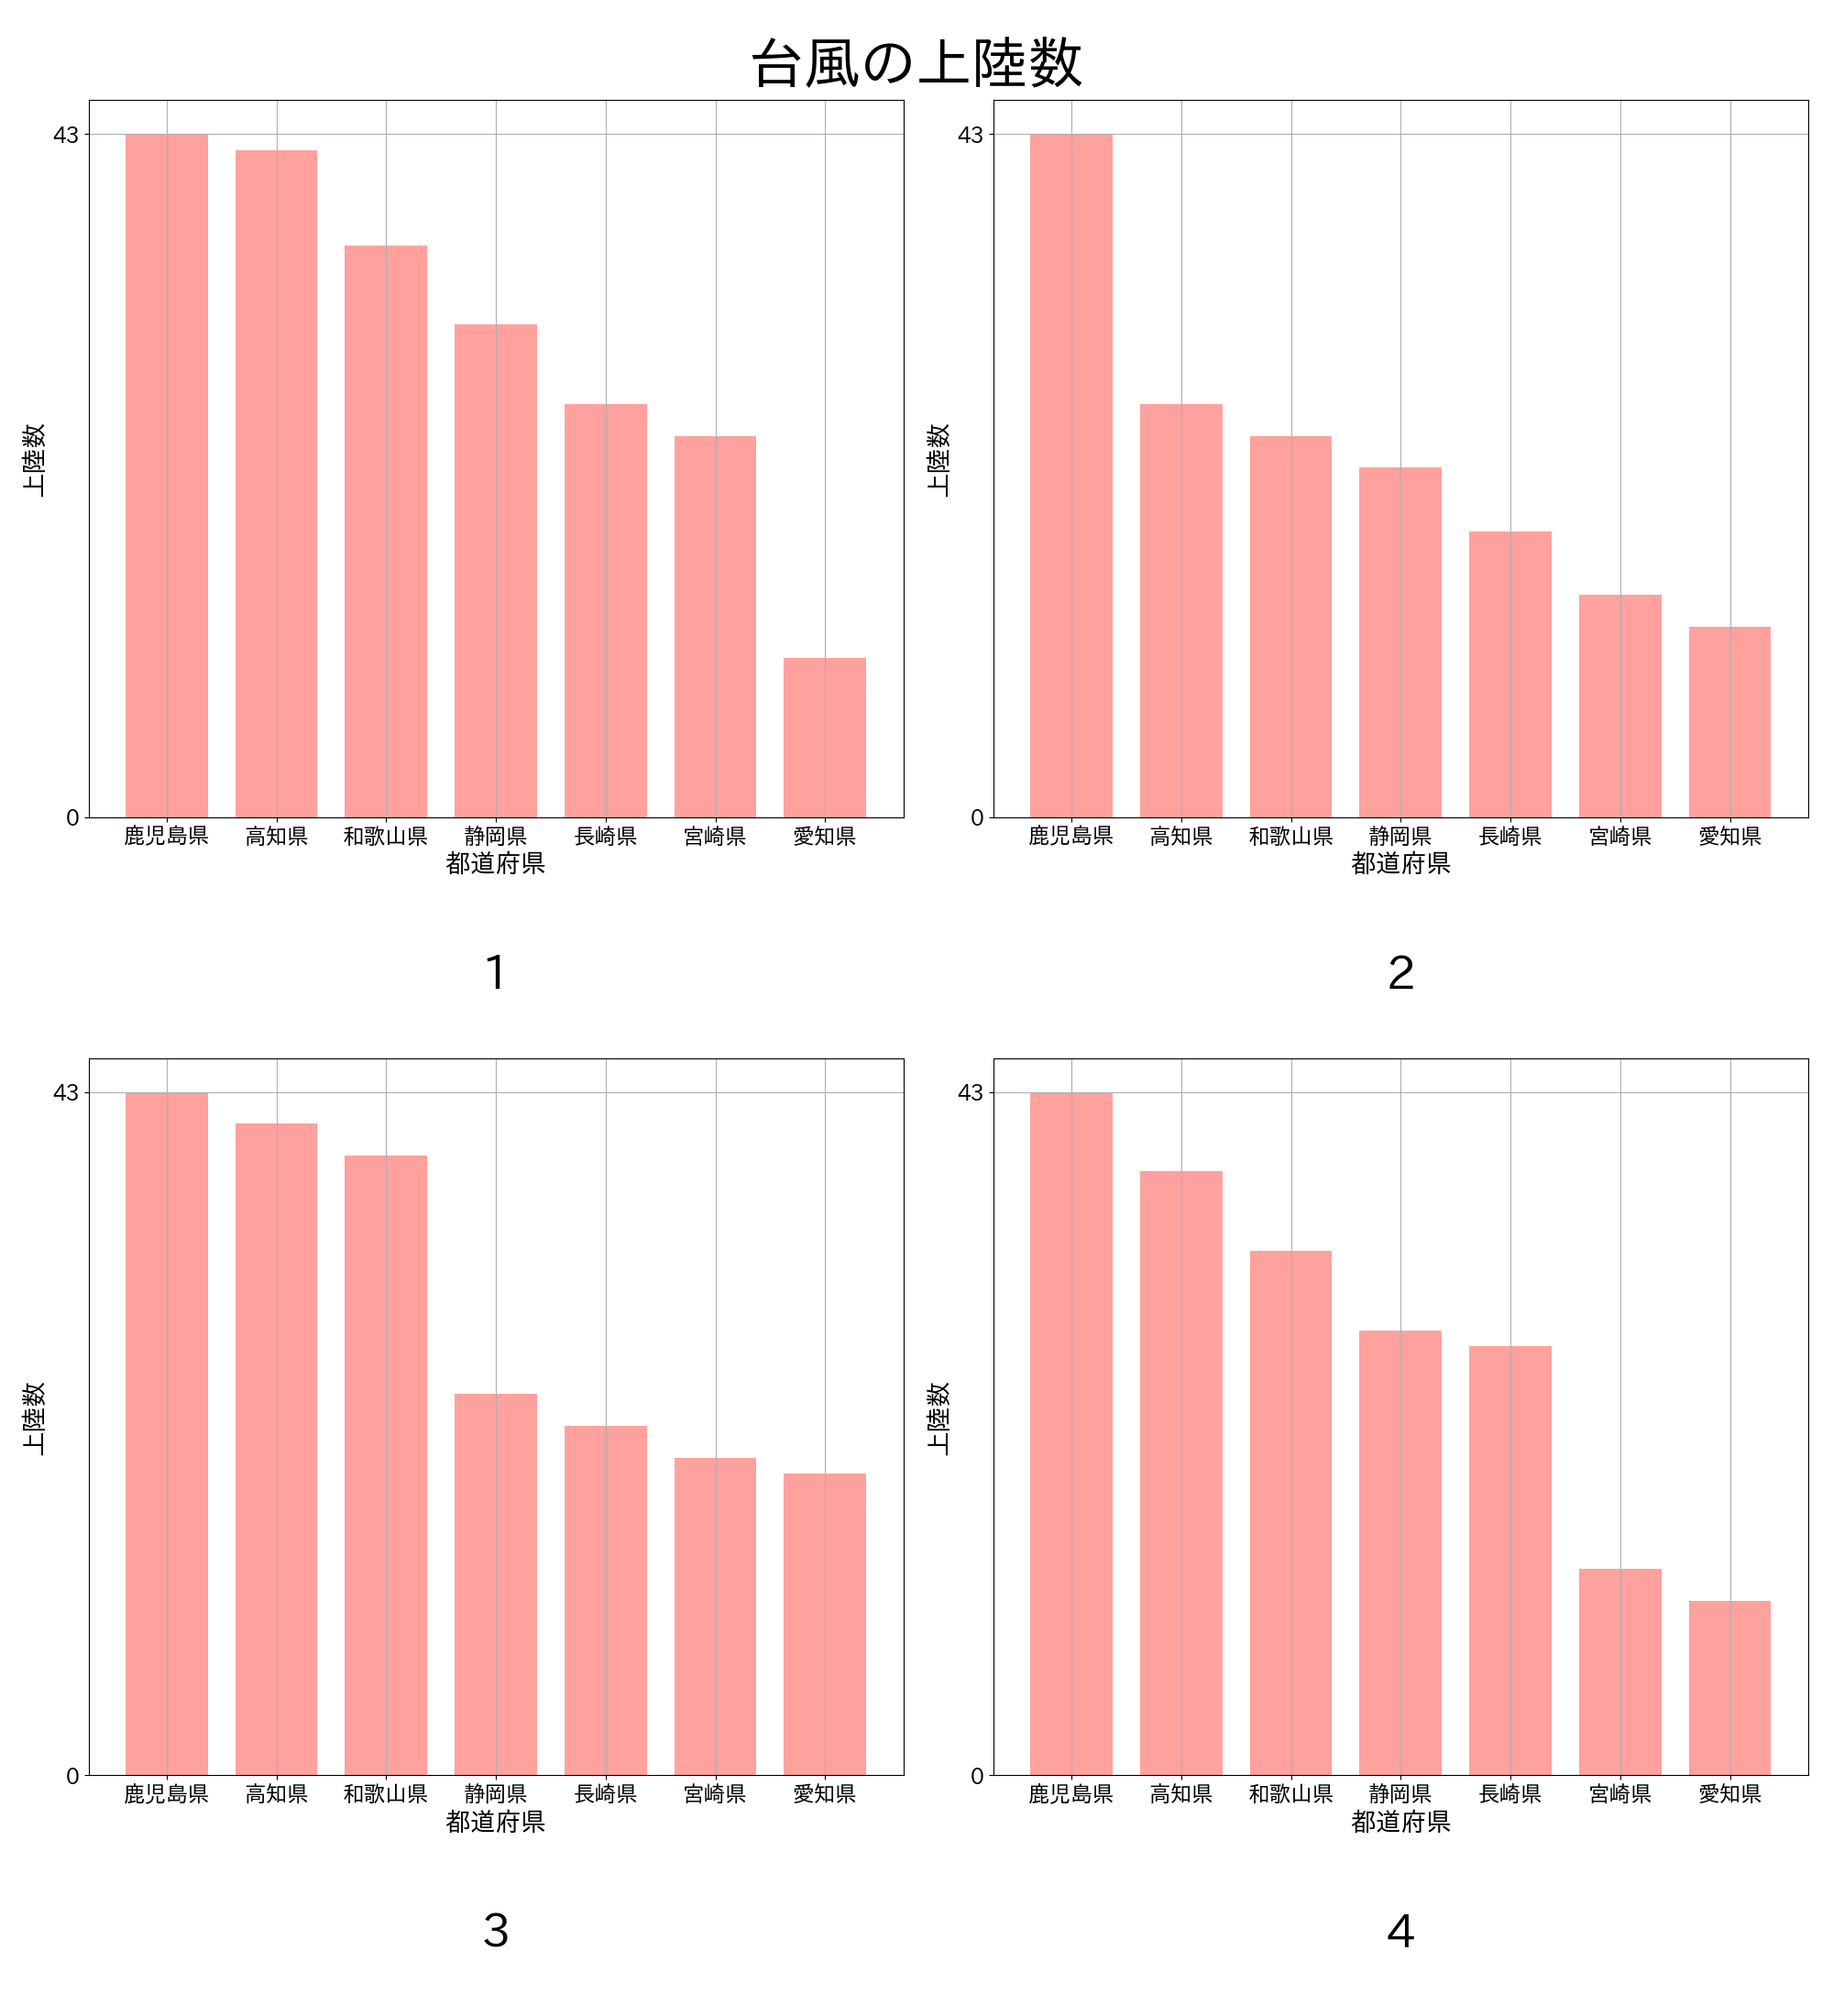 台風の上陸数
43
0
上陸数
鹿児島県 高知県 和歌山県 静岡県 長崎県 宮崎県 愛知県
都道府県
1
43
0
上陸数
鹿児島県 高知県 和歌山県 静岡県 長崎県 宮崎県 愛知県
都道府県
2
43
0
上陸数
鹿児島県 高知県 和歌山県 静岡県 長崎県 宮崎県 愛知県
都道府県
3
43
0
上陸数
鹿児島県 高知県 和歌山県 静岡県 長崎県 宮崎県 愛知県
都道府県
4